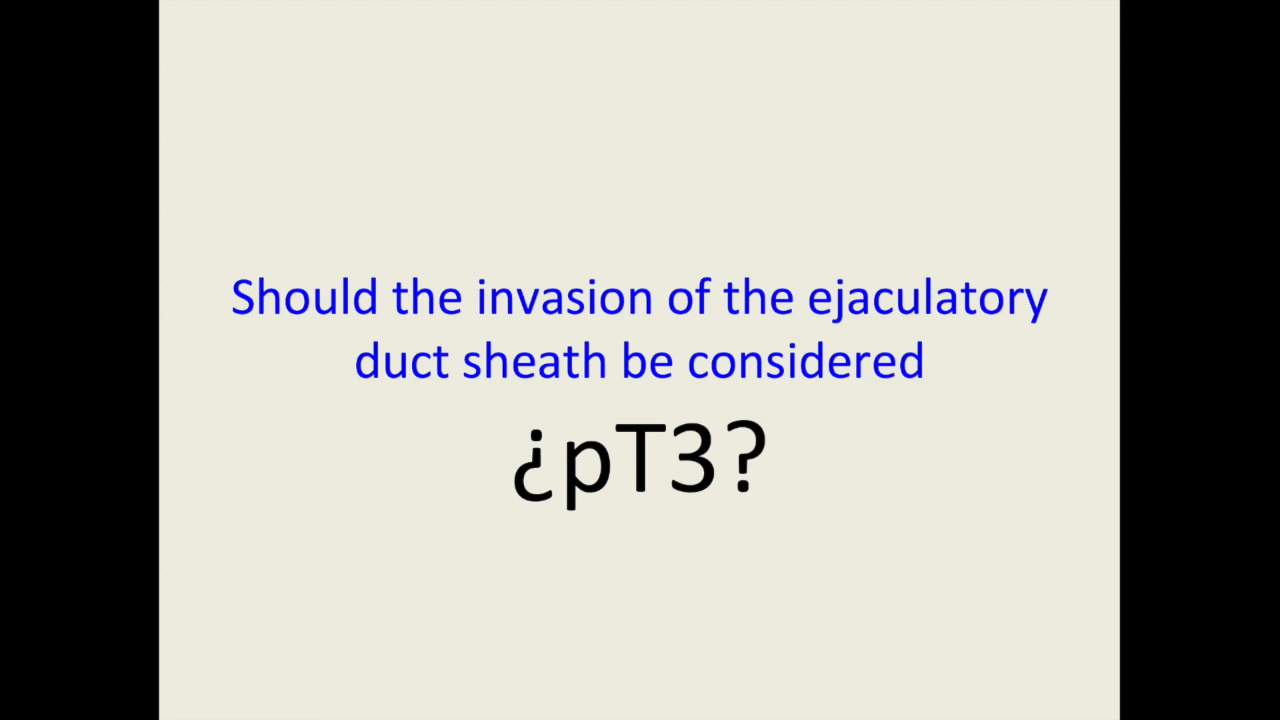 Should the invasion of the ejaculatory
duct sheath be considered
¿pT3?